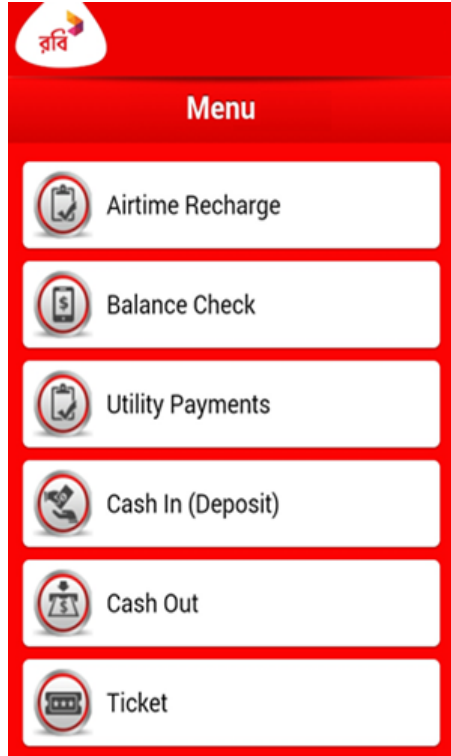 রবি
Menu
Airtime Recharge
Balance Check
Utility Payments
Cash In (Deposit)
Cash Out
Ticket